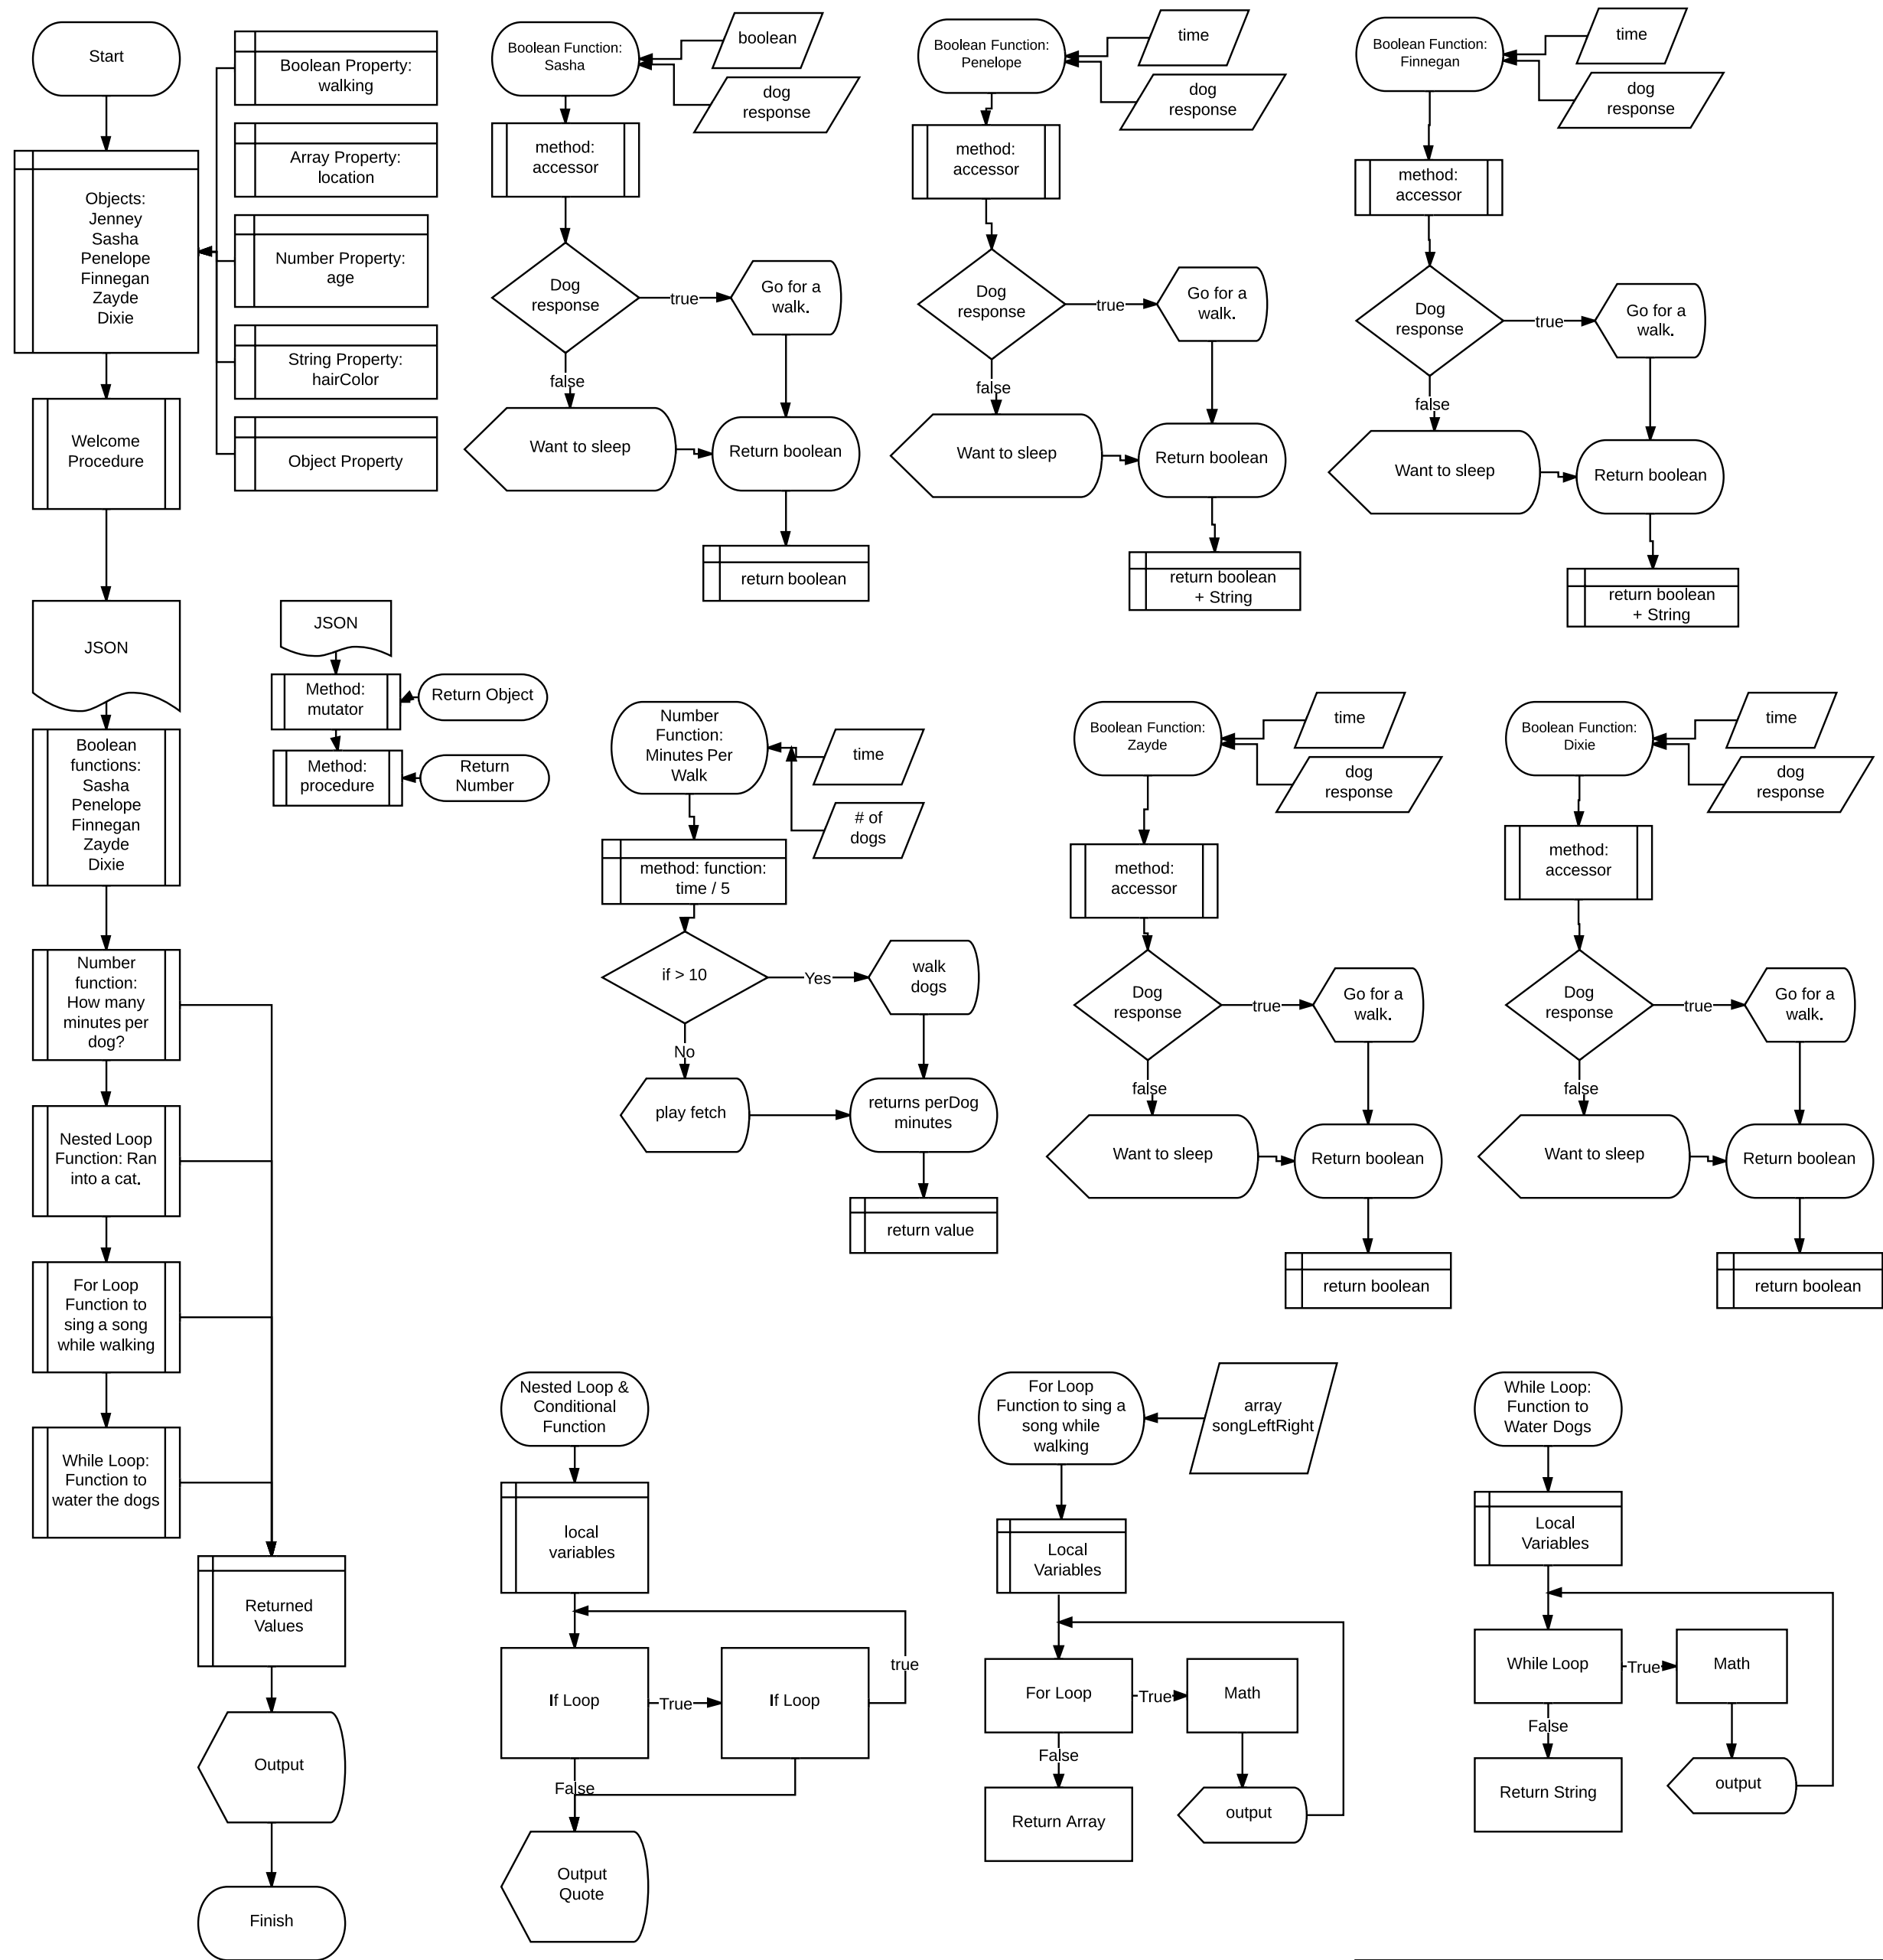 Start
Boolean Property:
walking
Array Property:
location
Objects:
Jenney
Sasha
Penelope
Finnegan
Zayde
Dixie
Number Property:
age
String Property:
hairColor
Object Property
Welcome
Procedure
JSON
Boolean
functions:
Sasha
Penelope
Finnegan
Zayde
Dixie
Number
function:
How many
minutes per
dog?
Nested Loop
Function: Ran
into a cat.
For Loop
Function to
sing a song
while walking
While Loop:
Function to
water the dogs
Returned
Values
Output
Finish
JSON
Method:
mutator
Return Object
Method:
procedure
Return
Number
Boolean Function:
Sasha
boolean
dog
response
method:
accessor
Dog
response
true
Go for a
walk.
false
Want to sleep
Return boolean
return boolean
Boolean Function:
Penelope
time
dog
response
method:
accessor
Dog
response
true
Go for a
walk.
false
Want to sleep
Return boolean
return boolean
+ String
Boolean Function:
Finnegan
time
dog
response
method:
accessor
Dog
response
true
Go for a
walk.
false
Want to sleep
Return boolean
return boolean
+ String
Number
Function:
Minutes Per
Walk
time
# of
dogs
method: function:
time / 5
if > 10
Yes
walk
dogs
No
play fetch
returns perDog
minutes
return value
Boolean Function:
Zayde
time
dog
response
method:
accessor
Dog
response
true
Go for a
walk.
false
Want to sleep
Return boolean
return boolean
Boolean Function:
Dixie
time
dog
response
method:
accessor
Dog
response
true
Go for a
walk.
false
Want to sleep
Return boolean
return boolean
Nested Loop &
Conditional
Function
local
variables
If Loop
True
If Loop
true
False
Output
Quote
For Loop
Function to sing a
song while
walking
array
songLeftRight
Local
Variables
For Loop
True
Math
False
Return Array
output
While Loop:
Function to
Water Dogs
Local
Variables
While Loop
True
Math
False
Return String
output